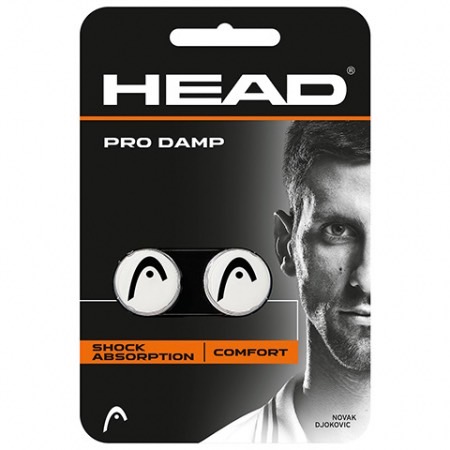 HEAD®
PRO DAMP
SHOCK
ABSORPTION | COMFORT
NOVAK
DJOKOVIC